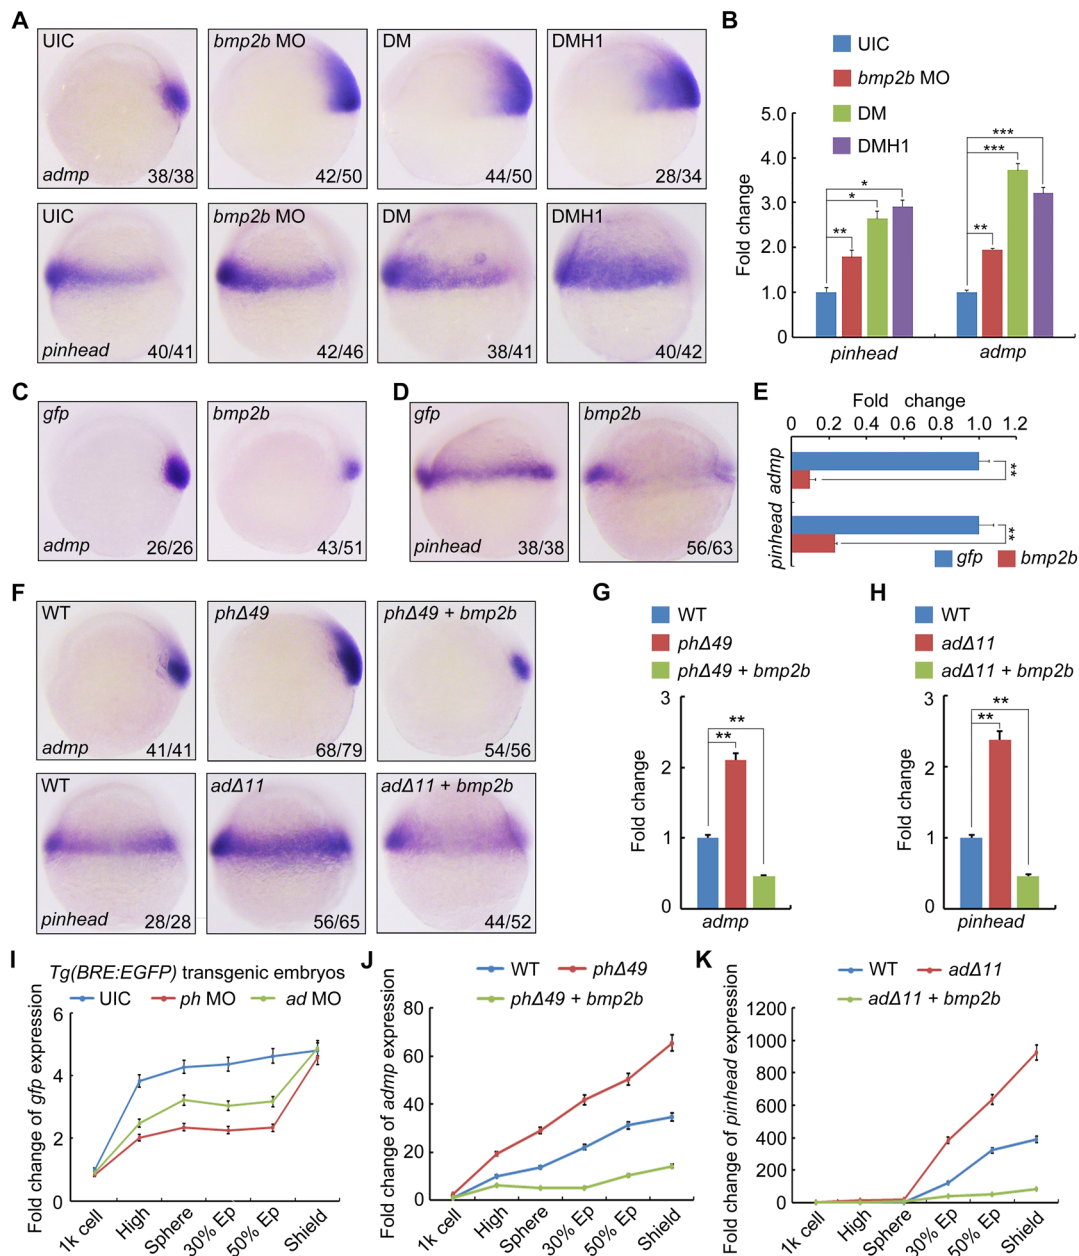 A
UIC
bmp2b MO
DM
DMH1
admp
38/38
42/50
44/50
28/34
UIC
bmp2b MO
DM
DMH1
pinhead
40/41
42/46
38/41
40/42
B
UIC
bmp2b MO
DM
DMH1
Fold change
5.0
4.0
3.0
2.0
1.0
0
** * *
** *** ***
pinhead
admp
C
gfp
bmp2b
admp
26/26
43/51
D
gfp
bmp2b
pinhead
38/38
56/63
E
Fold change
0 0.2 0.4 0.6 0.8 1.0 1.2
admp
**
pinhead
**
gfp
bmp2b
F
WT
phΔ49
phΔ49 + bmp2b
admp
41/41
68/79
54/56
WT
adΔ11
adΔ11 + bmp2b
pinhead
28/28
56/65
44/52
G
WT
phΔ49
phΔ49 + bmp2b
Fold change
3
2
1
0
**
**
admp
H
WT
adΔ11
adΔ11 + bmp2b
Fold change
3
2
1
0
**
**
pinhead
I
Tg(BRE:EGFP) transgenic embryos
UIC
ph MO
ad MO
Fold change of gfp expression
6
4
2
0
1k cell
High
Sphere
30% Ep
50% Ep
Shield
J
WT
phΔ49
phΔ49 + bmp2b
Fold change of admp expression
80
60
40
20
0
1k cell
High
Sphere
30% Ep
50% Ep
Shield
K
WT
adΔ11
adΔ11 + bmp2b
Fold change of pinhead expression
1200
1000
800
600
400
200
0
1k cell
High
Sphere
30% Ep
50% Ep
Shield